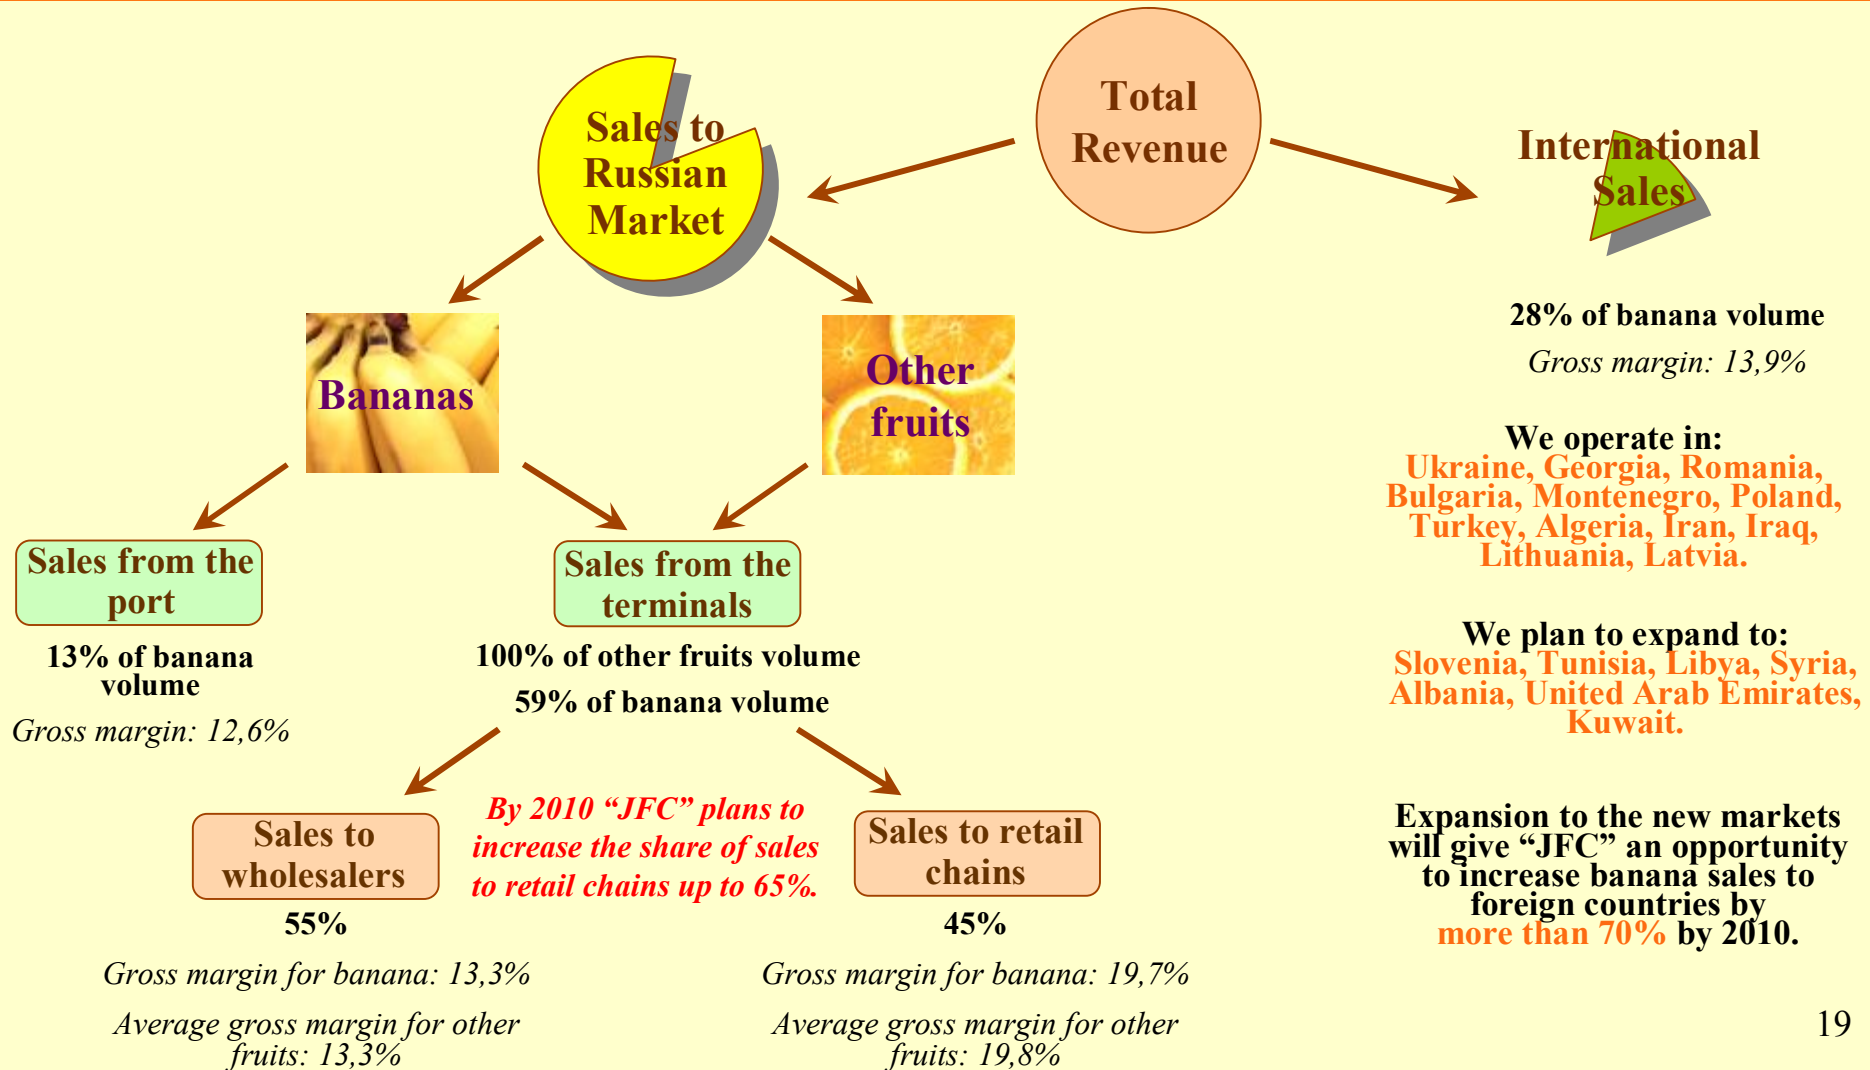 Total
Revenue
Sales to
Russian
Market
International
Sales
Bananas
Other
fruits
28% of banana volume
Gross margin: 13,9%
We operate in:
Ukraine, Georgia, Romania,
Bulgaria, Montenegro, Poland,
Turkey, Algeria, Iran, Iraq,
Lithuania, Latvia.
We plan to expand to:
Slovenia, Tunisia, Libya, Syria,
Albania, United Arab Emirates,
Kuwait.
Expansion to the new markets
will give “JFC” an opportunity
to increase banana sales to
foreign countries by
more than 70% by 2010.
Sales from the
port
13% of banana
volume
Gross margin: 12,6%
Sales from the
terminals
100% of other fruits volume
59% of banana volume
Sales to
wholesalers
55%
Gross margin for banana: 13,3%
Average gross margin for other
fruits: 13,3%
By 2010 “JFC” plans to
increase the share of sales
to retail chains up to 65%.
Sales to retail
chains
45%
Gross margin for banana: 19,7%
Average gross margin for other
fruits: 19,8%
19